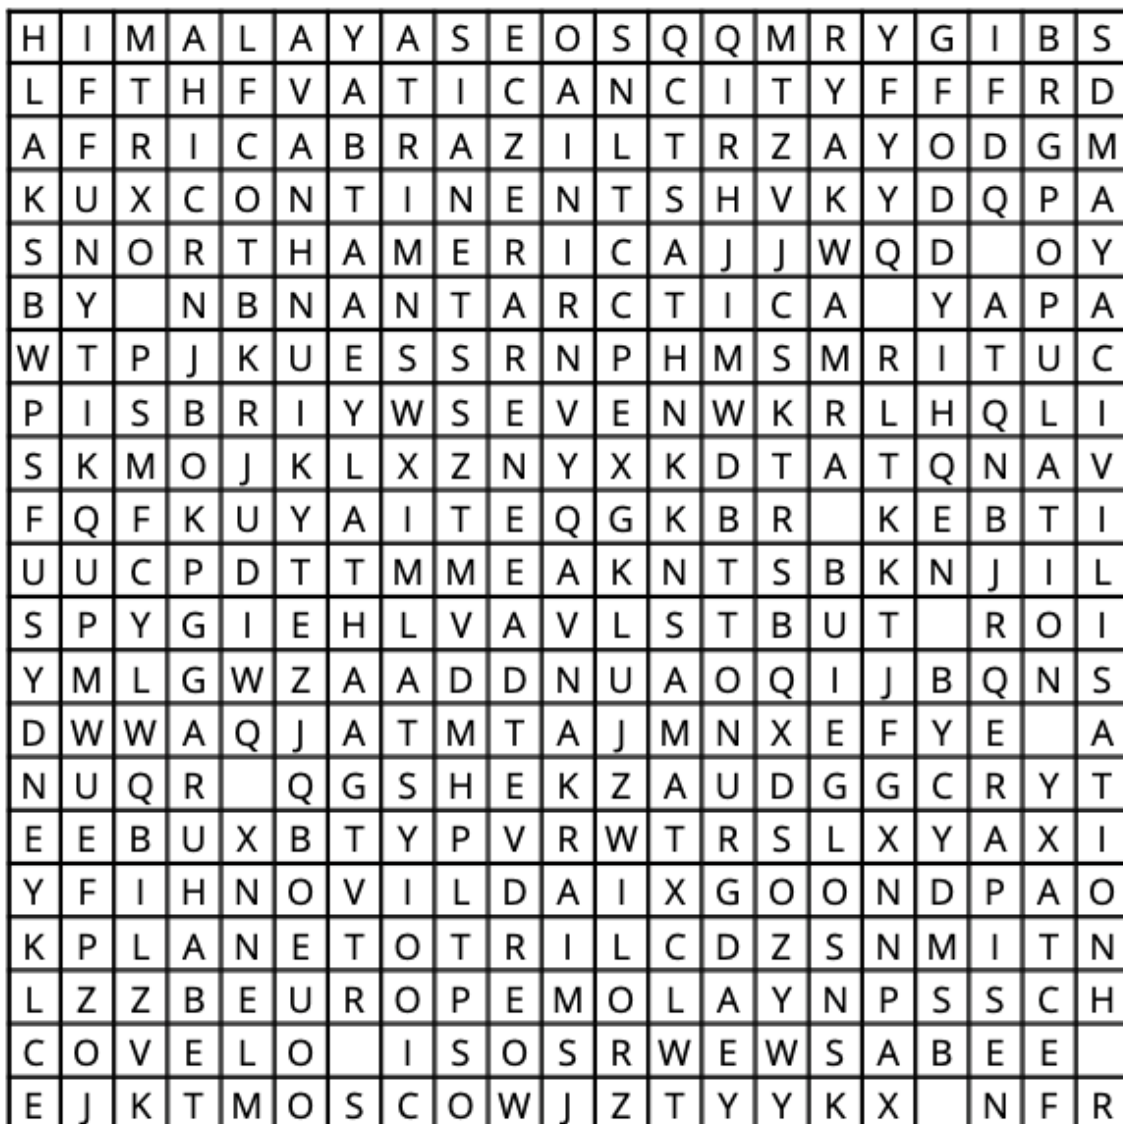 H I M A L A Y A S E O S Q Q M R Y G I B S
L F T H F V A T I C A N C I T Y F F F R D
A F R I C A B R A Z I L T R Z A Y O D G M
K U X C O N T I N E N T S H V K Y D Q P A
S N O R T H A M E R I C A J J W Q D O Y
B Y N B N A N T A R C T I C A Y A P A
W T P J K U E S S R N P H M S M R I T U C
P I S B R I Y W S E V E N W K R L H Q L I
S K M O J K L X Z N Y X K D T A T Q N A V
F Q F K U Y A I T E Q G K B R K E B T I
U U C P D T T M M E A K N T S B K N J I L
S P Y G I E H L V A V L S T B U T R O I
Y M L G W Z A A D D N U A O Q I J B Q N S
D W W A Q J A T M T A J M N X E F Y E A
N U Q R Q G S H E K Z A U D G G C R Y T
E E B U X B T Y P V R W T R S L X Y A X I
Y F I H N O V I L D A I X G O O N D P A O
K P L A N E T O T R I L C D Z S N M I T N
L Z Z B E U R O P E M O L A Y N P S S C H
C O V E L O I S O S R W E W S A B E E
E J K T M O S C O W J Z T Y Y K X N F R